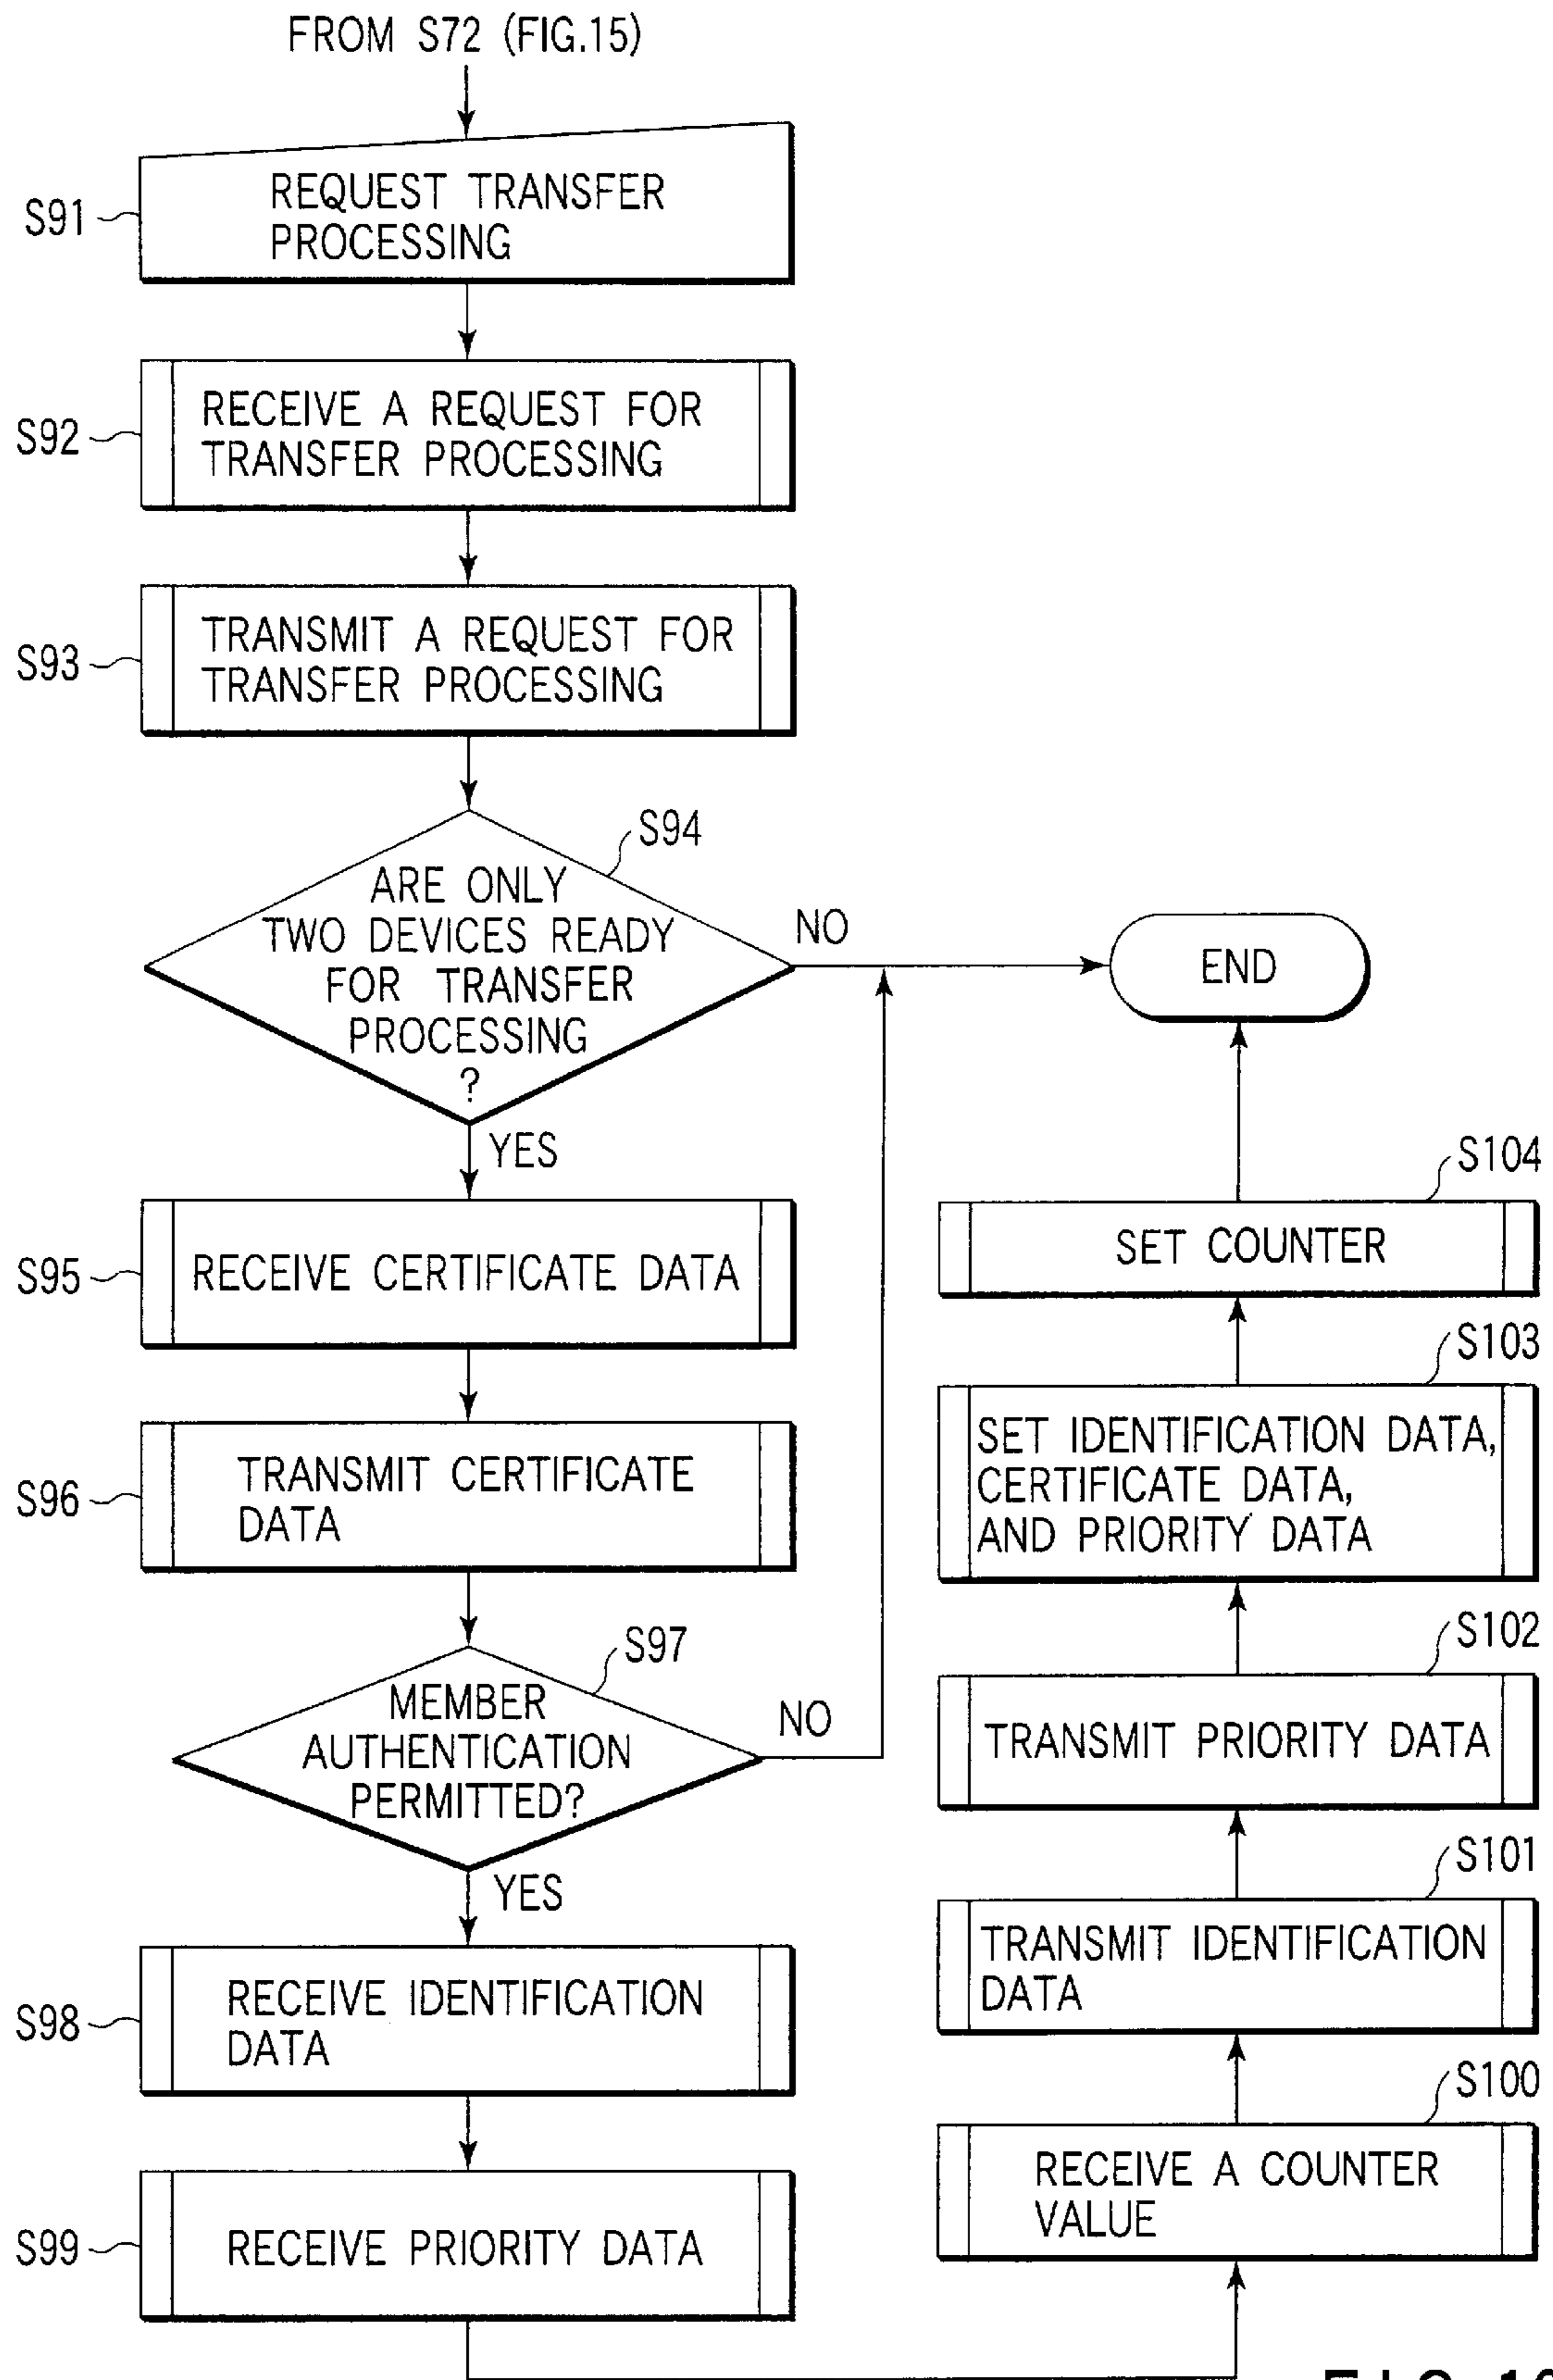 FROM S72 (FIG.15)
S91
REQUEST TRANSFER
PROCESSING
S92
RECEIVE A REQUEST FOR
TRANSFER PROCESSING
S93
TRANSMIT A REQUEST FOR
TRANSFER PROCESSING
S94
ARE ONLY
TWO DEVICES READY
FOR TRANSFER
PROCESSING
?
NO
END
YES
S95
RECEIVE CERTIFICATE DATA
S96
TRANSMIT CERTIFICATE
DATA
S97
MEMBER
AUTHENTICATION
PERMITTED?
NO
YES
S98
RECEIVE IDENTIFICATION
DATA
S99
RECEIVE PRIORITY DATA
S100
RECEIVE A COUNTER
VALUE
S101
TRANSMIT IDENTIFICATION
DATA
S102
TRANSMIT PRIORITY DATA
S103
SET IDENTIFICATION DATA,
CERTIFICATE DATA,
AND PRIORITY DATA
S104
SET COUNTER